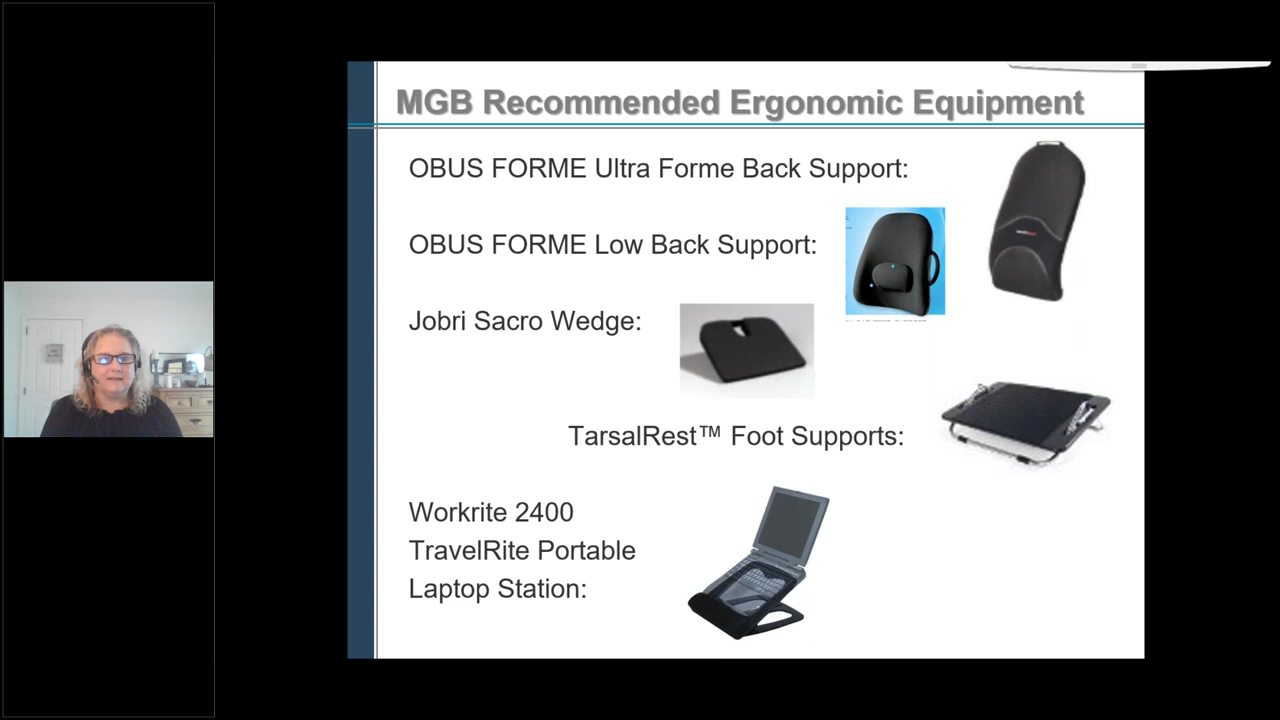 MGB Recommended Ergonomic Equipment
OBUS FORME Ultra Forme Back Support:
OBUS FORME Low Back Support:
Jobri Sacro Wedge:
TarsalRest™ Foot Supports:
Workrite 2400
TravelRite Portable
Laptop Station: